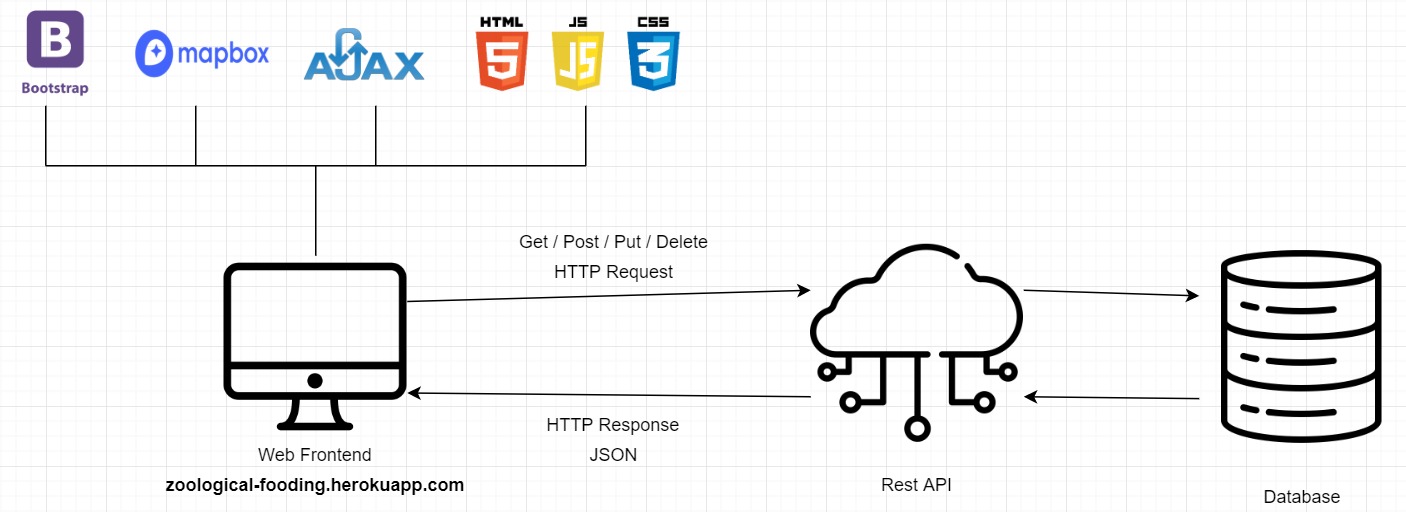 B
Bootstrap
mapbox
AJAX
HTML
5
JS
JS
CSS
3
Get / Post / Put / Delete
HTTP Request
HTTP Response
JSON
Web Frontend
zoological-fooding.herokuapp.com
Rest API
Database